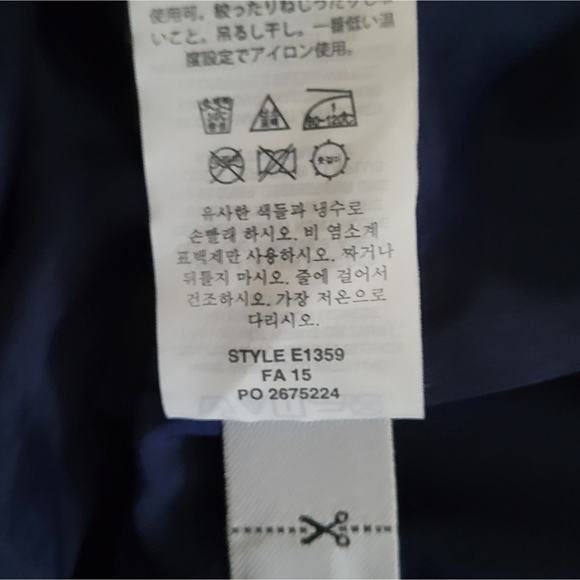 使用可。絞ったりねじったりしな
いこと。吊るし干し。一番低い温
度設定でアイロン使用。
80-120℃
옷걸이
유사한 색들과 냉수로
손빨래 하시오. 비 염소계
표백제만 사용하시오. 짜거나
뒤틀지 마시오. 줄에 걸어서
건조하시오. 가장 저온으로
다리시오.
STYLE E1359
FA 15
PO 2675224